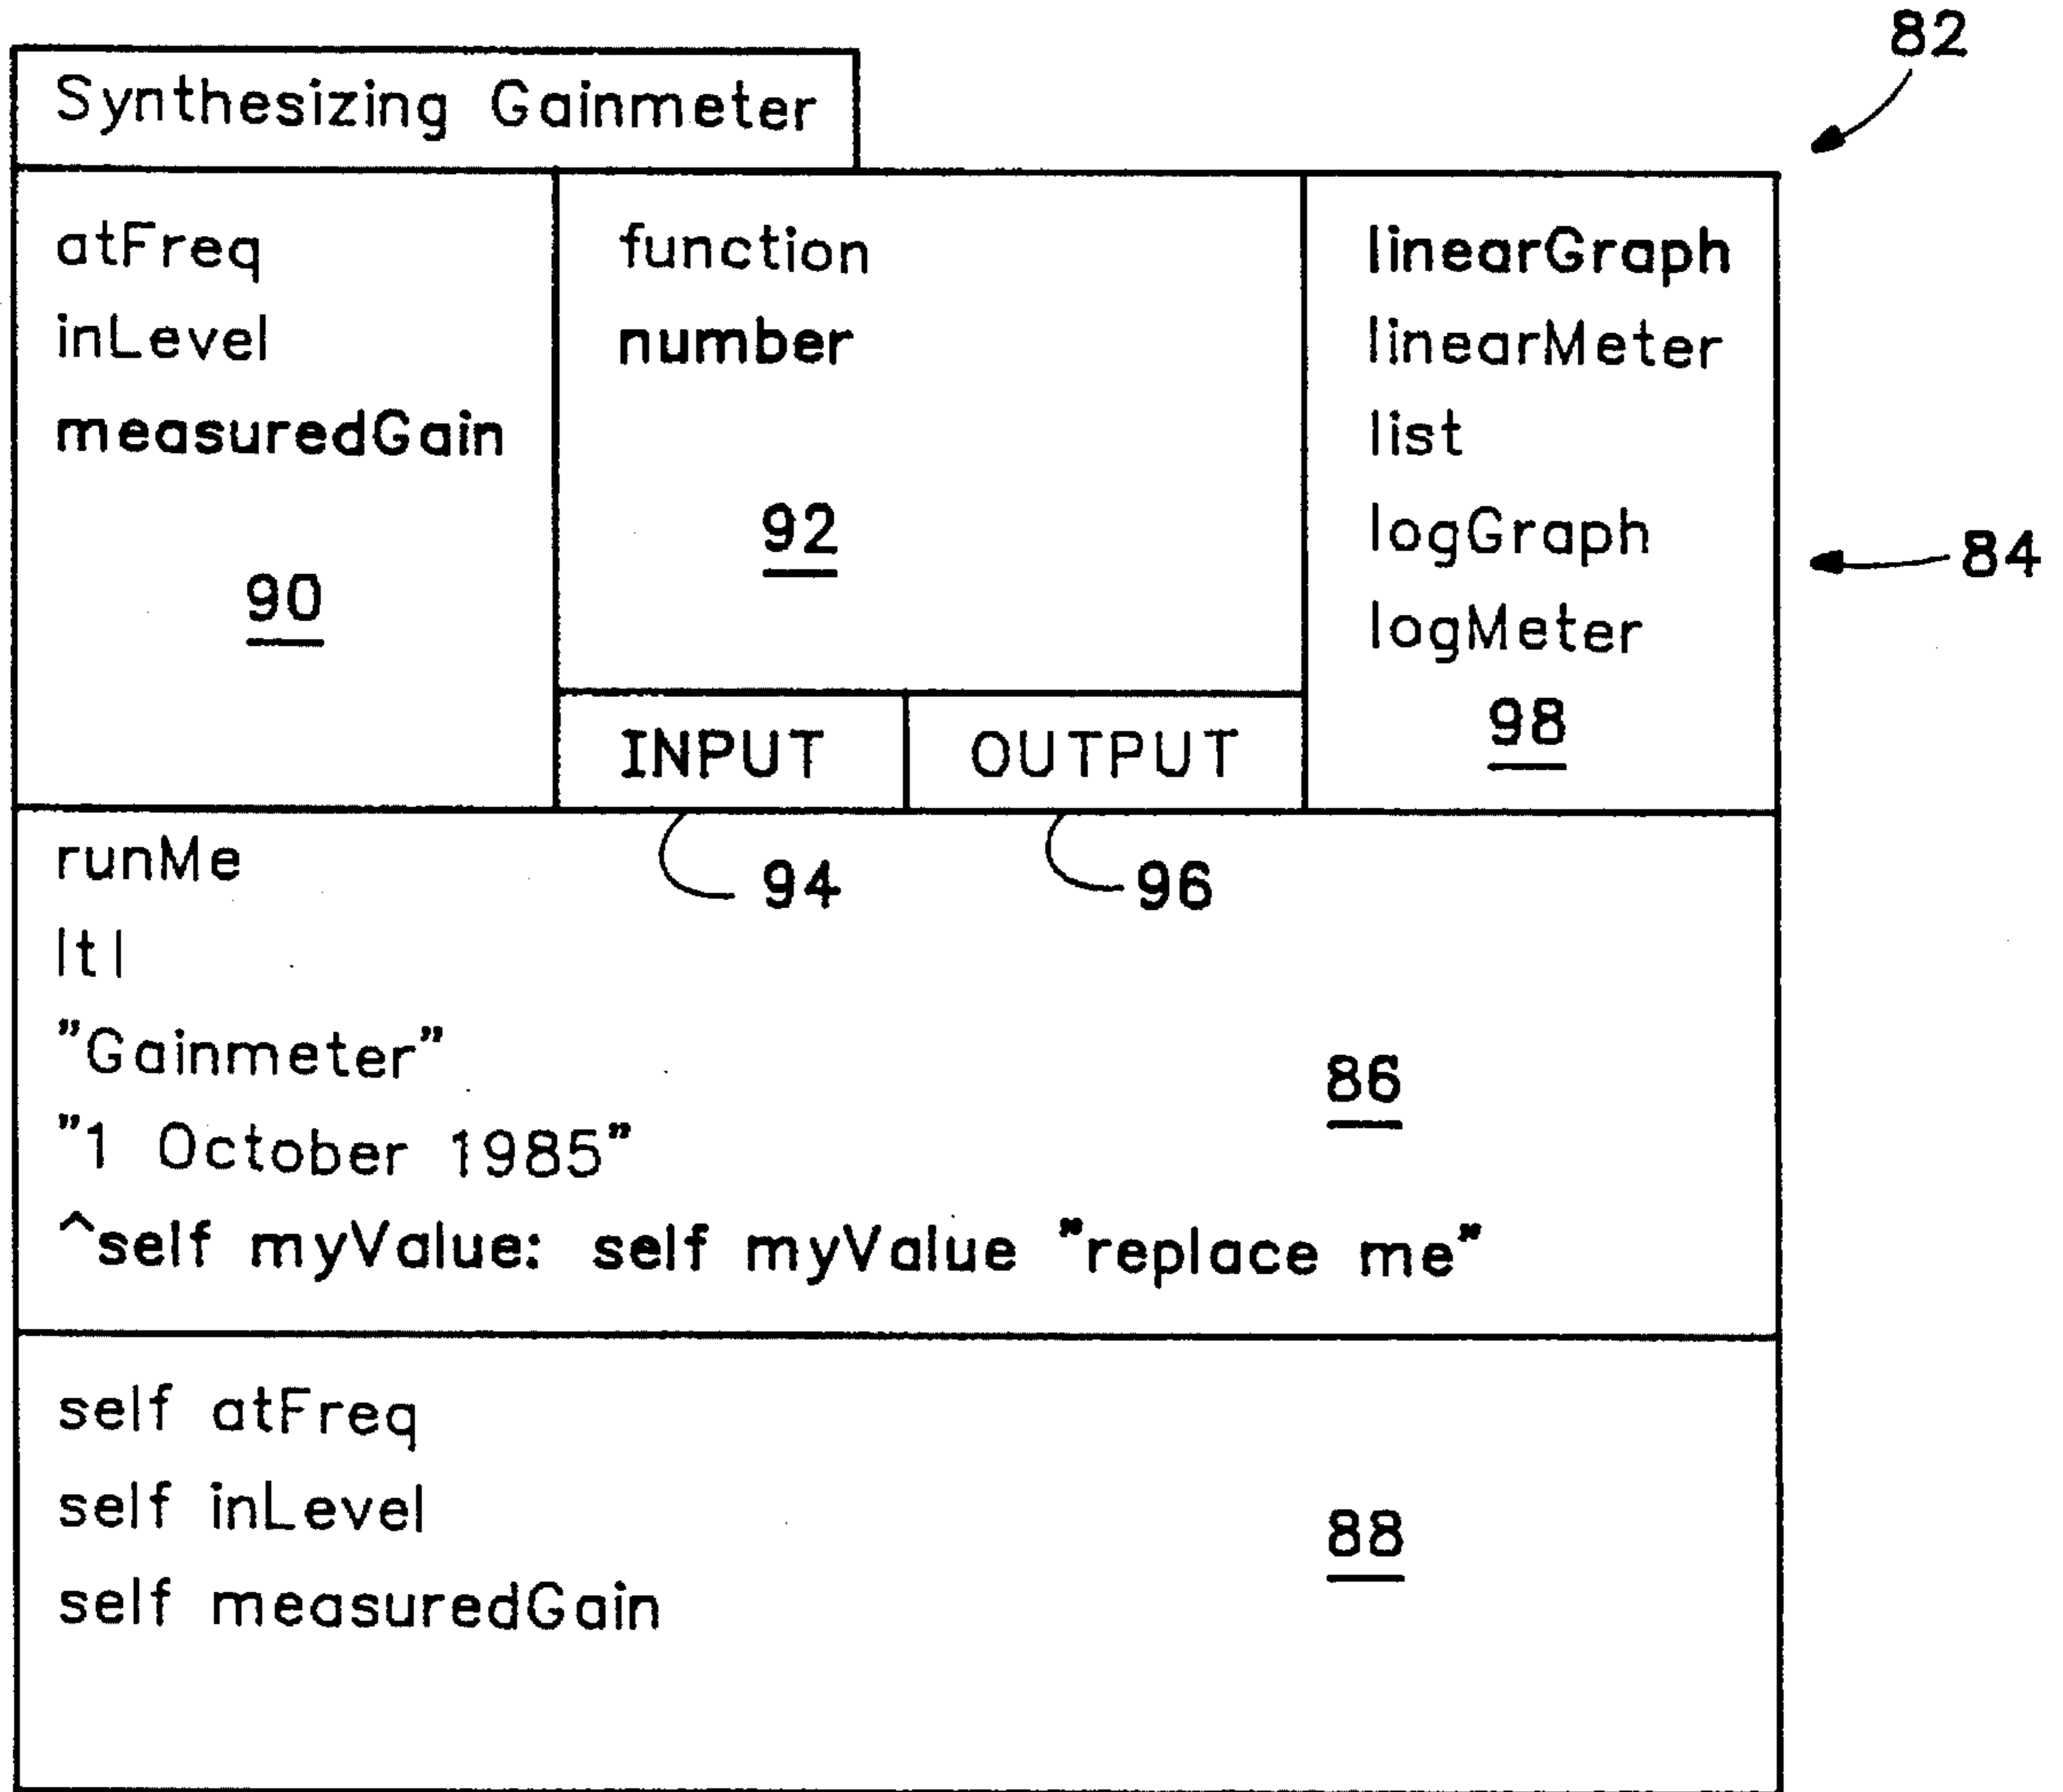 82
Synthesizing Gainmeter
atFreq
inLevel
measuredGain
90
function
number
92
INPUT
OUTPUT
linearGraph
linearMeter
list
logGraph
logMeter
98
84
94
96
runMe
|t|
"Gainmeter"
"1 October 1985"
^self myValue: self myValue "replace me"
86
self atFreq
self inLevel
self measuredGain
88